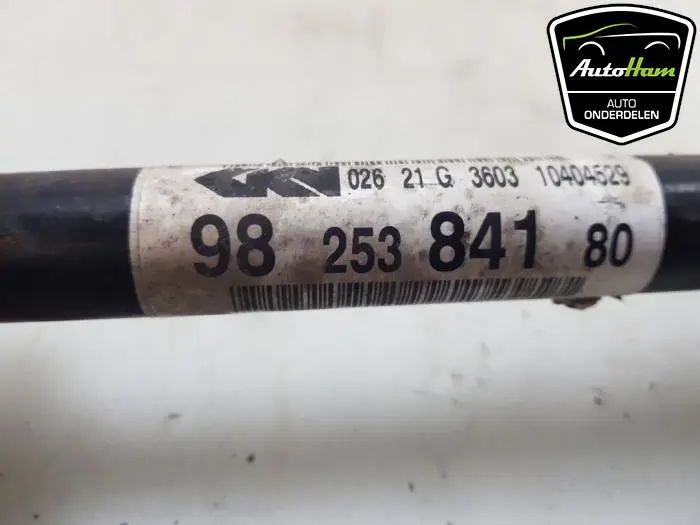 AutoHam
AUTO
ONDERDELEN
026 21 G 3603 10404529
98 253 841 80